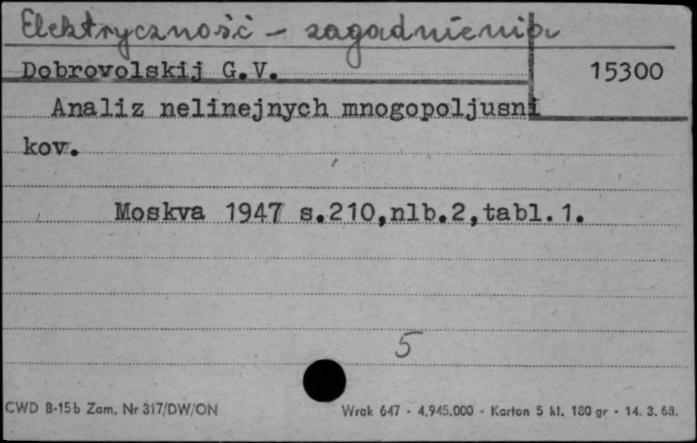 Elektryczność - zagadnienia
Dobrovolskij G.V.
15300
Analiz nelinejnych mnogopoljusni
kov.
Moskva 1947 s.210,nlb.2,tabl.1.
5
CWD B-15b Zam. Nr 317/DW/ON
Wrak 647 - 4.945.000 - Karton 5 kl. 180 gr - 14. 3. 68.